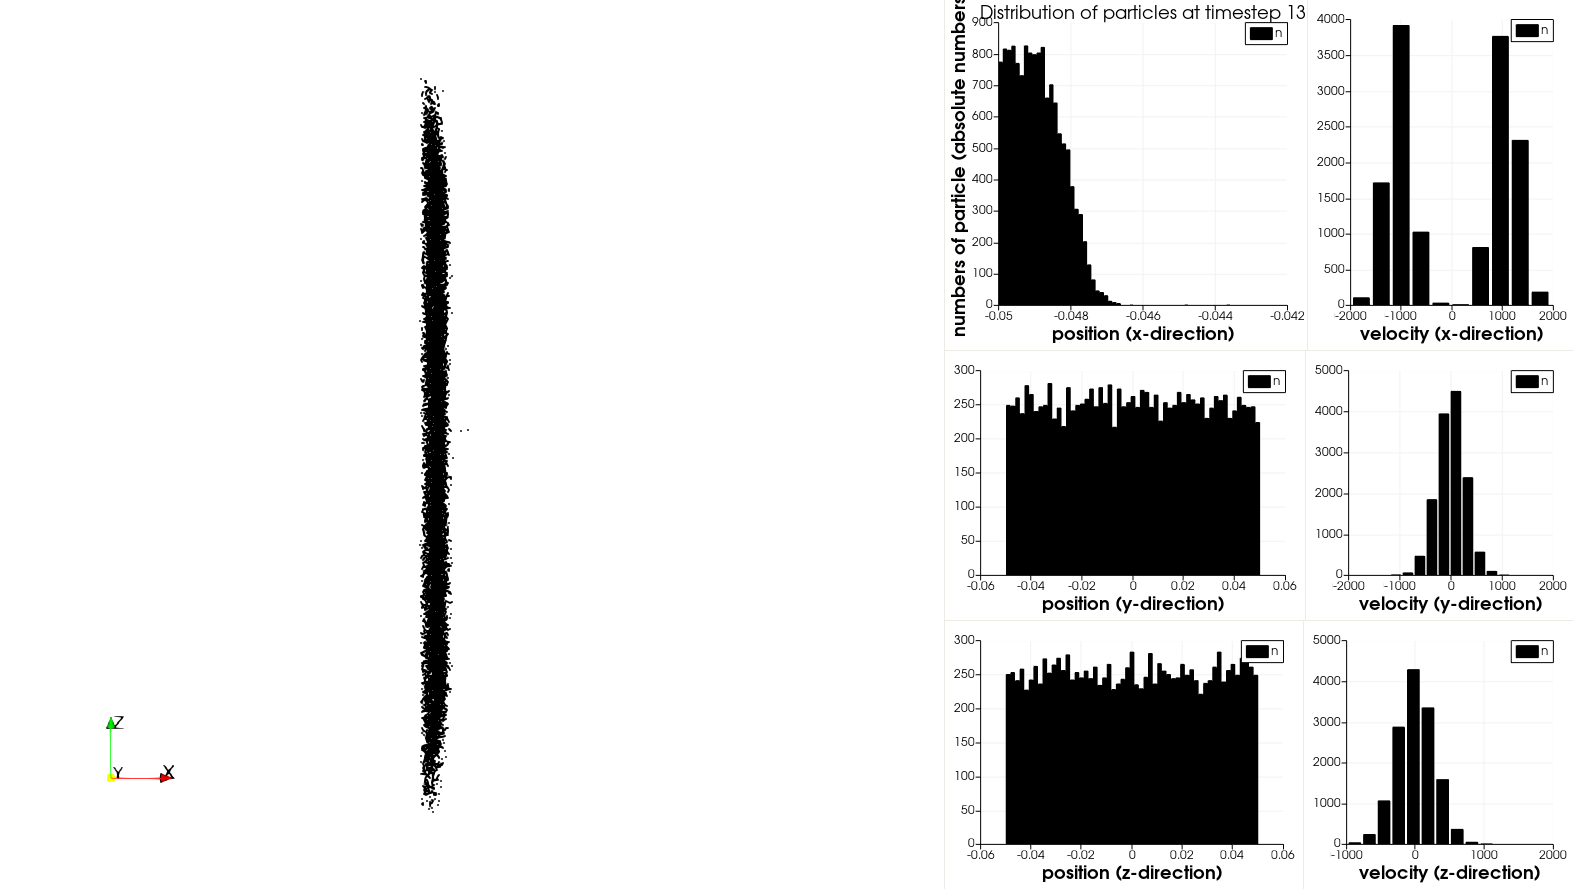 Distribution of particles at timestep 13
numbers of particle (absolute numbers
900
800
700
600
500
400
300
200
100
0
-0.05 -0.048 -0.046 -0.044 -0.042
position (x-direction)
n
4000
3500
3000
2500
2000
1500
1000
500
0
-2000 -1000 0 1000 2000
velocity (x-direction)
n
300
250
200
150
100
50
0
-0.06 -0.04 -0.02 0 0.02 0.04 0.06
position (y-direction)
n
5000
4000
3000
2000
1000
0
-2000 -1000 0 1000 2000
velocity (y-direction)
n
300
250
200
150
100
50
0
-0.06 -0.04 -0.02 0 0.02 0.04 0.06
position (z-direction)
n
5000
4000
3000
2000
1000
0
-1000 0 1000 2000
velocity (z-direction)
n
Z
Y X